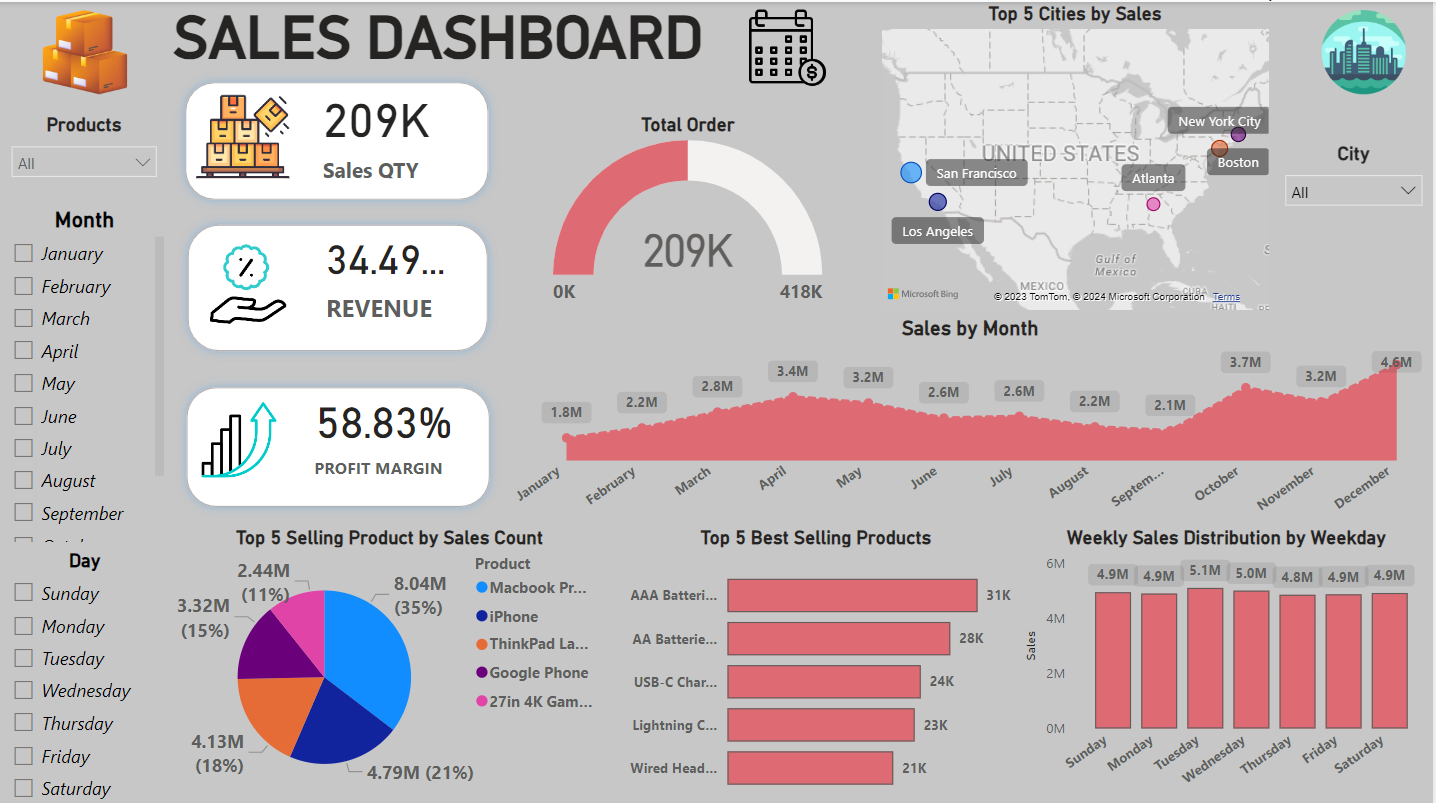 SALES DASHBOARD
Products
All
Month
January
February
March
April
May
June
July
August
September
Day
Sunday
Monday
Tuesday
Wednesday
Thursday
Friday
Saturday
209K
Sales QTY
34.49...
REVENUE
58.83%
PROFIT MARGIN
$
Total Order
209K
0K
418K
Top 5 Cities by Sales
UNITED STATES
New York City
Boston
San Francisco
Atlanta
Los Angeles
Gulf of
Mexico
MEXICO
CUBA
HAITI
Microsoft Bing
© 2023 TomTom, © 2024 Microsoft Corporation Terms
City
All
Sales by Month
1.8M
2.2M
2.8M
3.4M
3.2M
2.6M
2.6M
2.2M
2.1M
3.7M
3.2M
4.6M
January
February
March
April
May
June
July
August
Septem...
October
November
December
Top 5 Selling Product by Sales Count
8.04M
(35%)
4.79M (21%)
4.13M
(18%)
3.32M
(15%)
2.44M
(11%)
Product
Macbook Pr...
iPhone
ThinkPad La...
Google Phone
27in 4K Gam...
Top 5 Best Selling Products
AAA Batteri... 31K
AA Batterie... 28K
USB-C Char... 24K
Lightning C... 23K
Wired Head... 21K
Weekly Sales Distribution by Weekday
Sales
6M
4M
2M
0M
4.9M
4.9M
5.1M
5.0M
4.8M
4.9M
4.9M
Sunday
Monday
Tuesday
Wednesday
Thursday
Friday
Saturday